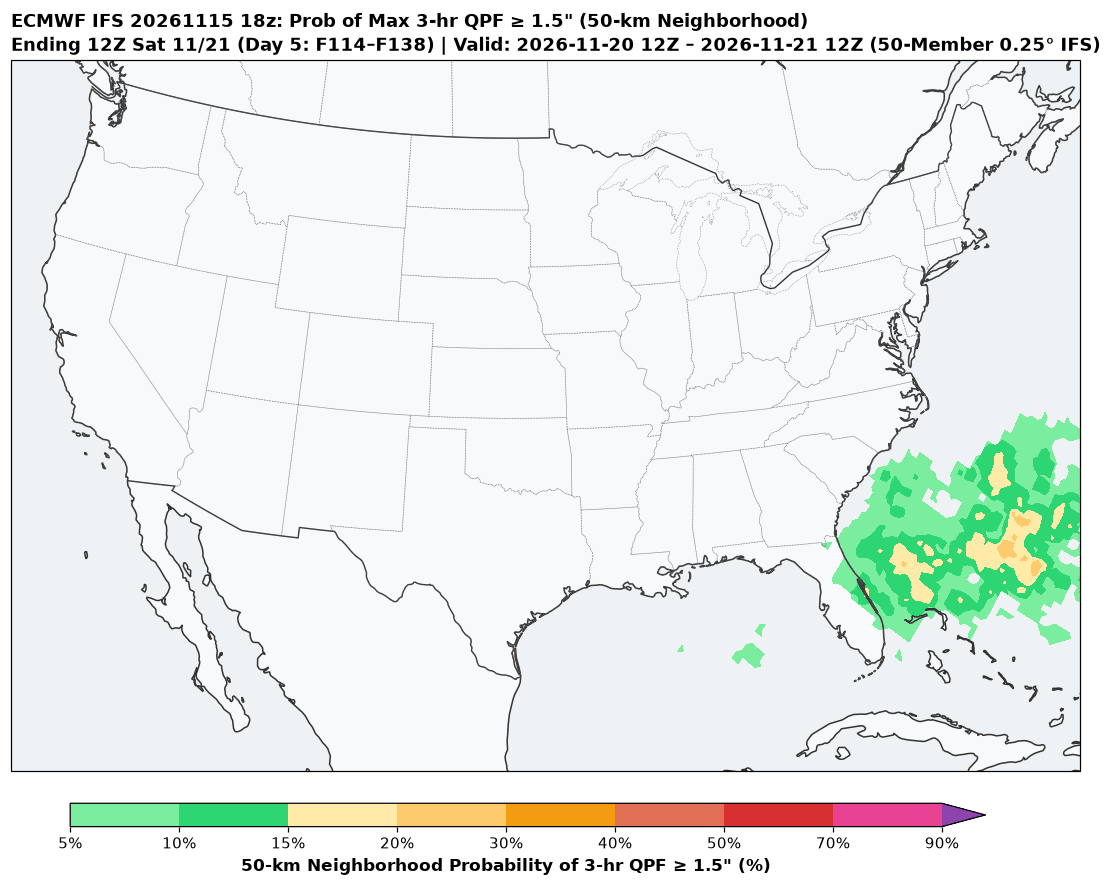 ECMWF IFS 20261115 18z: Prob of Max 3-hr QPF ≥ 1.5" (50-km Neighborhood)
Ending 12Z Sat 11/21 (Day 5: F114–F138) | Valid: 2026-11-20 12Z – 2026-11-21 12Z (50-Member 0.25° IFS)
5% 10% 15% 20% 30% 40% 50% 70% 90%
50-km Neighborhood Probability of 3-hr QPF ≥ 1.5" (%)